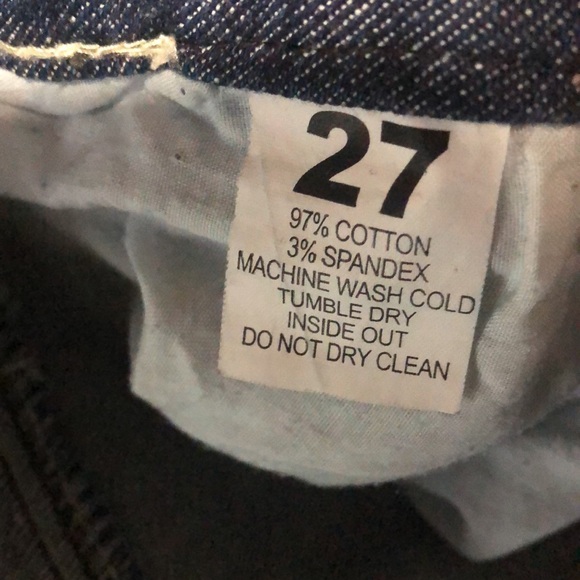 27
97% COTTON
3% SPANDEX
MACHINE WASH COLD
TUMBLE DRY
INSIDE OUT
DO NOT DRY CLEAN